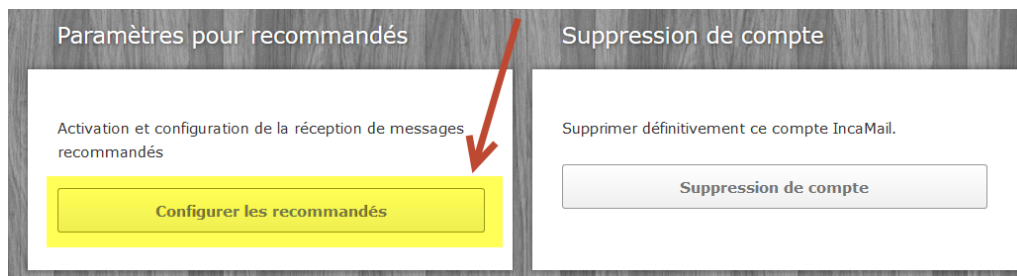 Paramètres pour recommandés
Activation et configuration de la réception de messages
recommandés
Configurer les recommandés
Suppression de compte
Supprimer définitivement ce compte IncaMail.
Suppression de compte